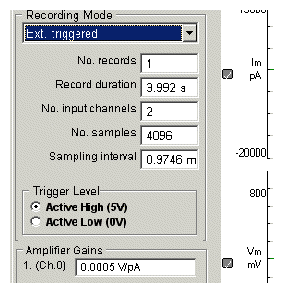 Recording Mode
Ext. triggered
No. records 1
Record duration 3.992 s
No. input channels 2
No. samples 4096
Sampling interval 0.9746 m
Trigger Level
Active High (5V)
Active Low (0V)
Amplifier Gains
1. (Ch.0) 0.0005 V/pA
Im
pA
-20000
800
Vm
mV